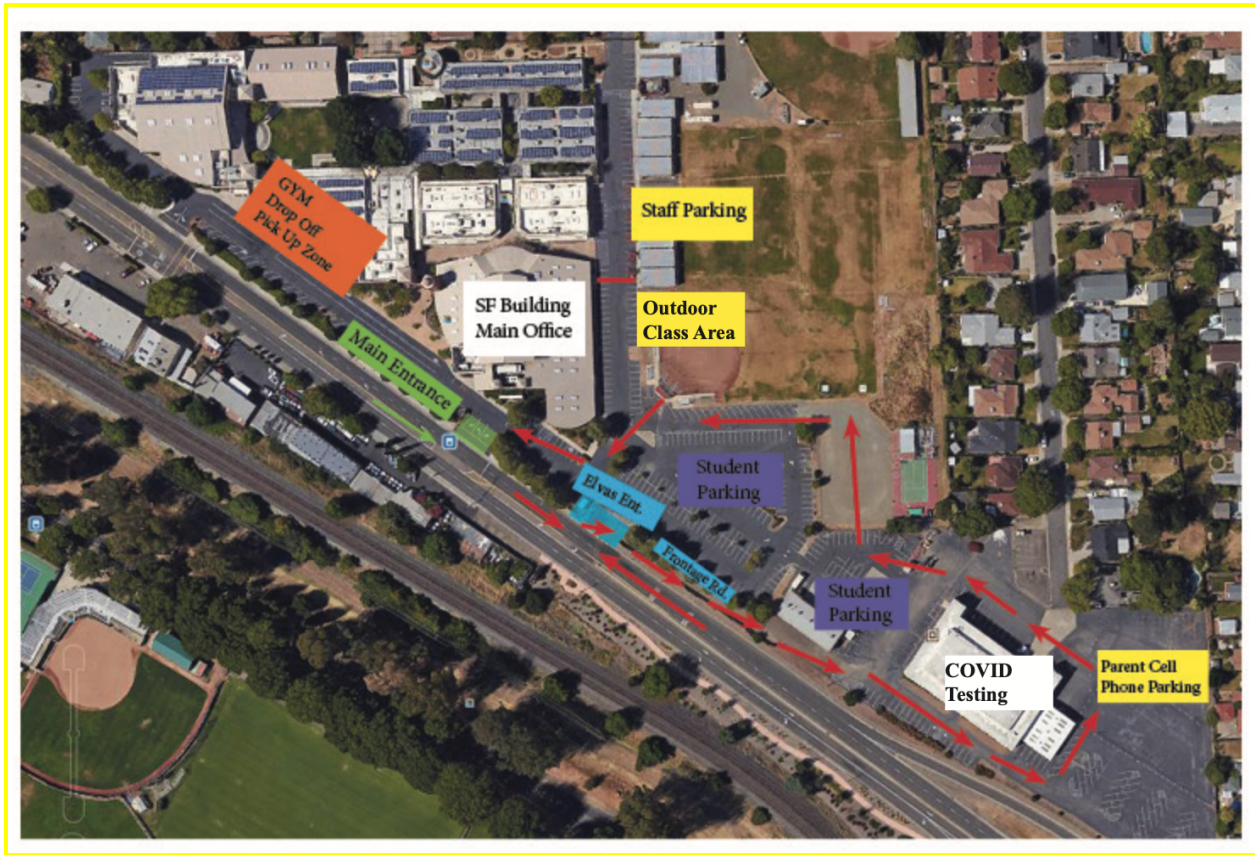 GYM
Drop Off
Pick Up Zone
Staff Parking
SF Building
Main Office
Outdoor
Class Area
Main Entrance
Student
Parking
Elvas Ent.
Frontage Rd.
Student
Parking
COVID
Testing
Parent Cell
Phone Parking